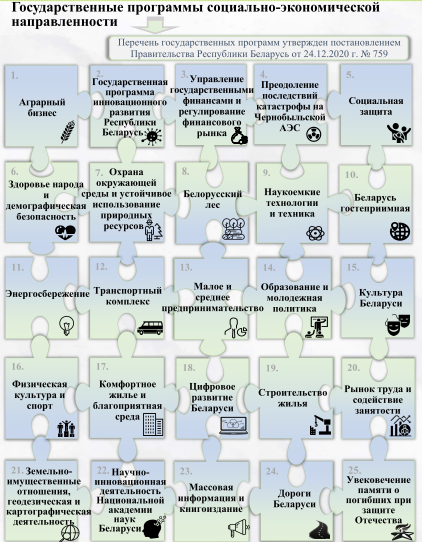 Государственные программы социально-экономической
направленности
Перечень государственных программ утвержден постановлением
Правительства Республики Беларусь от 24.12.2020 г. № 759
1.
Аграрный
бизнес
2.
Государственная
программа
инновационного
развития
Республики
Беларусь
3.
Управление
государственными
финансами и
регулирование
финансового
рынка
4.
Преодоление
последствий
катастрофы на
Чернобыльской
АЭС
5.
Социальная
защита
6.
Здоровье народа
и
демографическая
безопасность
7.
Охрана
окружающей
среды и устойчивое
использование
природных
ресурсов
8.
Белорусский
лес
9.
Наукоемкие
технологии
и техника
10.
Беларусь
гостеприимная
11.
Энергосбережение
12.
Транспортный
комплекс
13.
Малое и
среднее
предпринимательство
14.
Образование и
молодежная
политика
15.
Культура
Беларуси
16.
Физическая
культура и
спорт
17.
Комфортное
жилье и
благоприятная
среда
18.
Цифровое
развитие
Беларуси
19.
Строительство
жилья
20.
Рынок труда и
содействие
занятости
21.
Земельно-
имущественные
отношения,
геодезическая и
картографическая
деятельность
22.
Научно-
инновационная
деятельность
Национальной
академии
наук
Беларуси
23.
Массовая
информация и
книгоиздание
24.
Дороги
Беларуси
25.
Увековечение
памяти о
погибших при
защите
Отечества